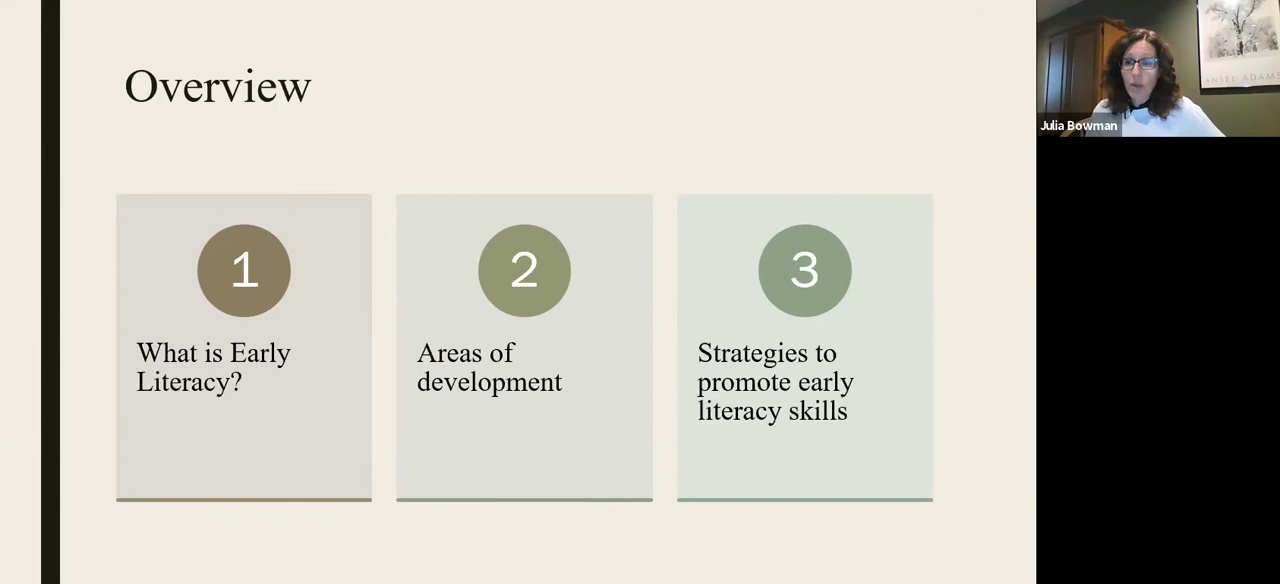 Overview
1
What is Early
Literacy?
2
Areas of
development
3
Strategies to
promote early
literacy skills
ANSEL ADAMS
Julia Bowman